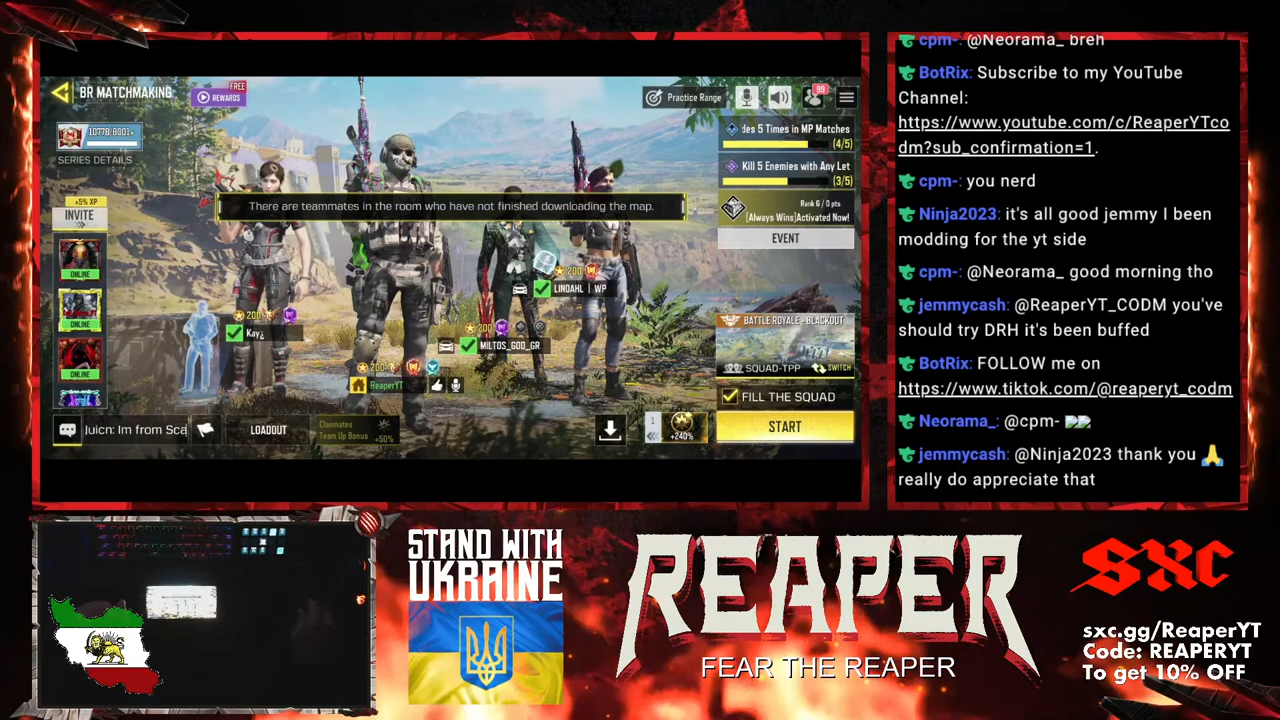 BR MATCHMAKING
FREE
REWARDS
Practice Range
99
10778/8001+
SERIES DETAILS
des 5 Times in MP Matches
(4/5)
Kill 5 Enemies with Any Let
(3/5)
Rank 6 / 0 pts
[Always Wins]Activated Now!
EVENT
There are teammates in the room who have not finished downloading the map.
+5% XP
INVITE
ONLINE
ONLINE
ONLINE
200
LINDAHL | WP
200
Kay¿
200
MILTOS_GOD_GR
200
ReaperYT
BATTLE ROYALE - BLACKOUT
SQUAD-TPP
SWITCH
FILL THE SQUAD
START
Juicn: Im from Sca
LOADOUT
Clanmates
Team Up Bonus
+50%
1
+240%
cpm-: @Neorama_ breh
BotRix: Subscribe to my YouTube
Channel:
https://www.youtube.com/c/ReaperYTco
dm?sub_confirmation=1.
cpm-: you nerd
Ninja2023: it's all good jemmy I been
modding for the yt side
cpm-: @Neorama_ good morning tho
jemmycash: @ReaperYT_CODM you've
should try DRH it's been buffed
BotRix: FOLLOW me on
https://www.tiktok.com/@reaperyt_codm
Neorama_: @cpm-
jemmycash: @Ninja2023 thank you 🙏
really do appreciate that
STAND WITH
UKRAINE
REAPER
FEAR THE REAPER
SXC
sxc.gg/ReaperYT
Code: REAPERYT
To get 10% OFF